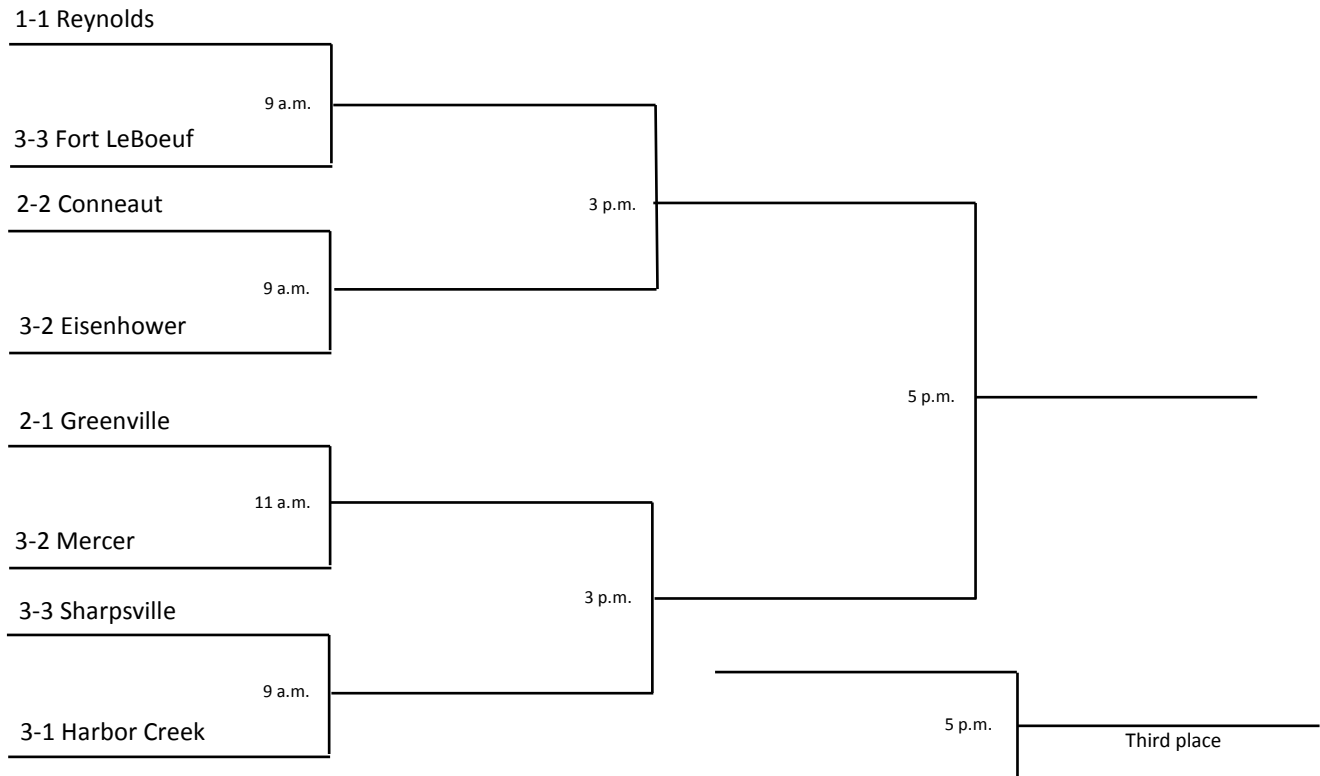 1-1 Reynolds
9 a.m.
3-3 Fort LeBoeuf
2-2 Conneaut
3 p.m.
9 a.m.
3-2 Eisenhower
5 p.m.
2-1 Greenville
11 a.m.
3-2 Mercer
3 p.m.
3-3 Sharpsville
9 a.m.
3-1 Harbor Creek
5 p.m.
Third place